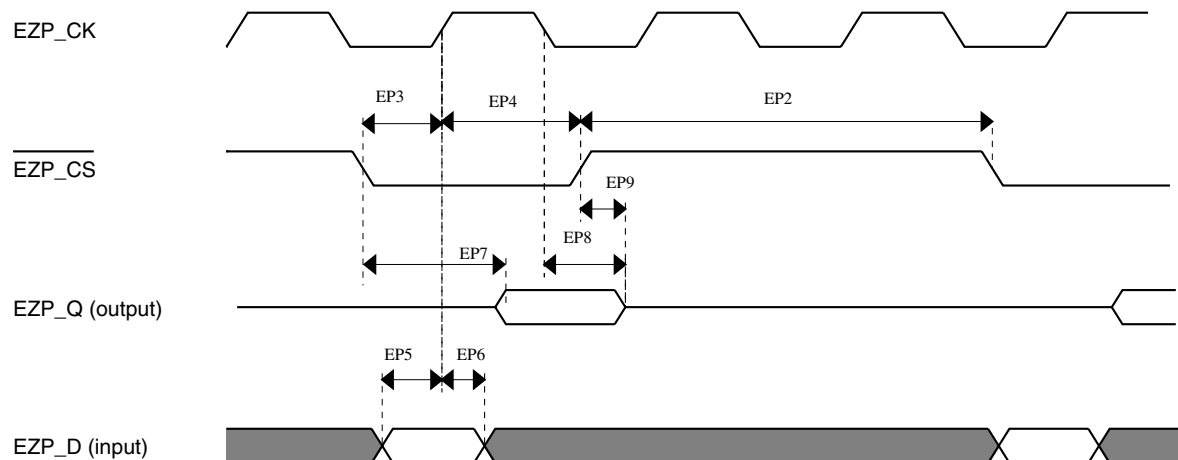 EZP_CK
EP3
EP4
EP2
EZP_CS
EP9
EP8
EP7
EZP_Q (output)
EP5
EP6
EZP_D (input)